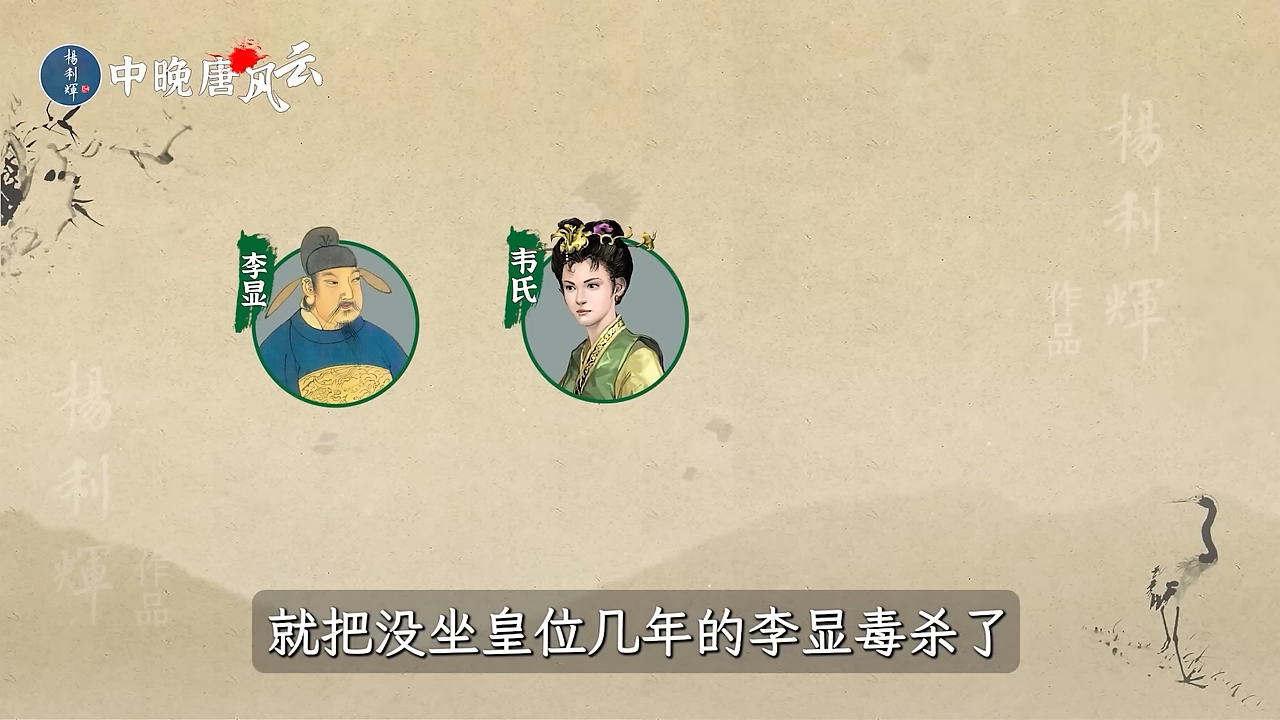 楊利輝
中晚唐风云
李显
韦氏
楊利輝
作品
楊利輝
作品
就把没坐皇位几年的李显毒杀了